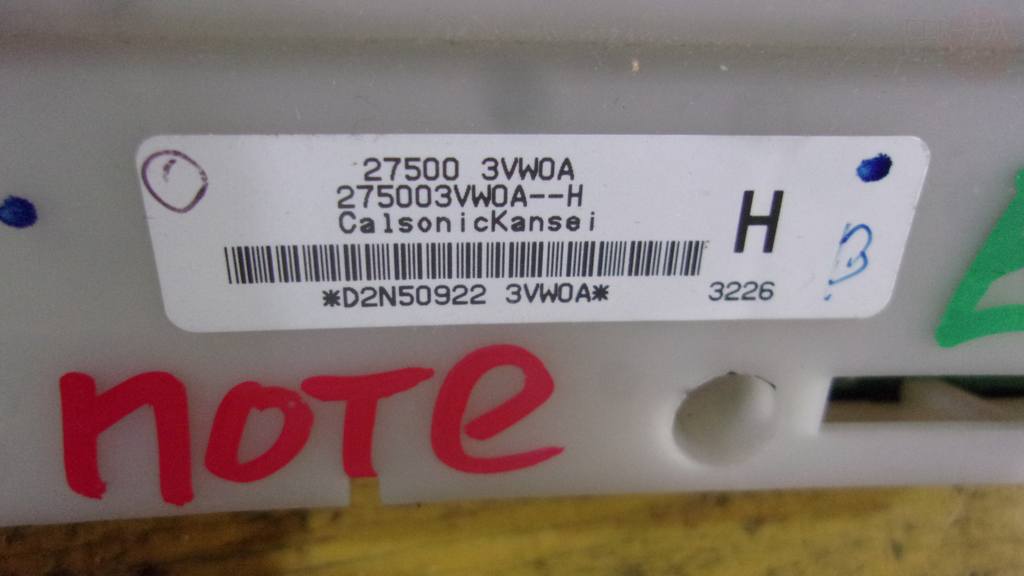 27500 3VW0A
275003VW0A--H
CalsonicKansei
H
*D2N50922 3VW0A*
3226
B
noTe